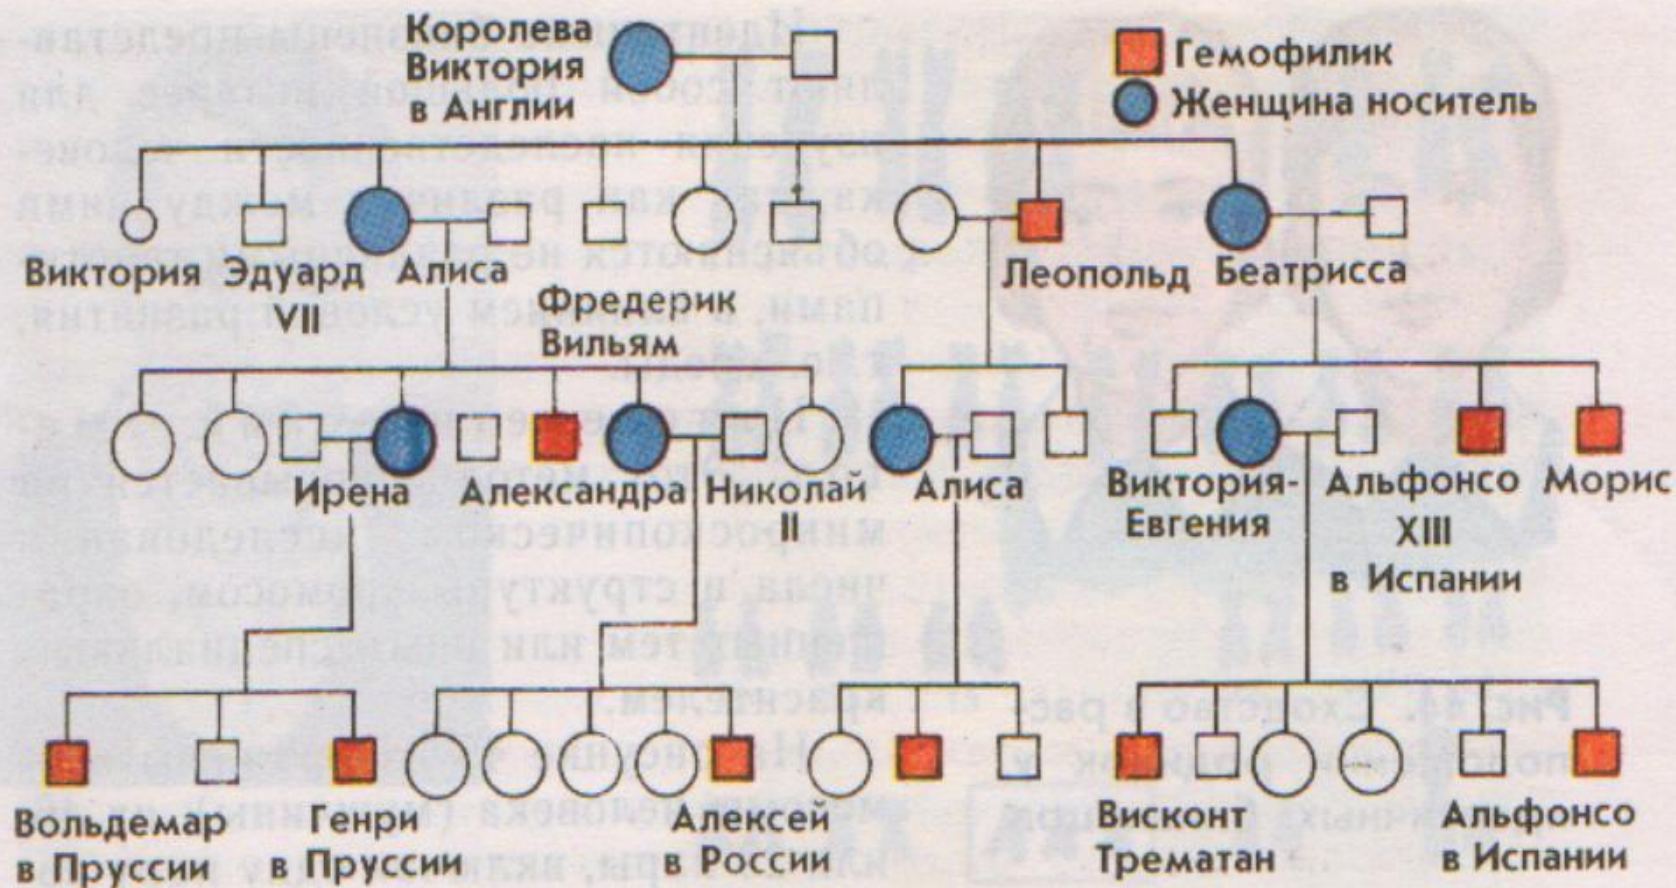 Королева
Виктория
в Англии
Гемофилик
Женщина носитель
Виктория Эдуард Алиса
VII
Фредерик
Вильям
Леопольд Беатрисса
Ирена Александра Николай
II
Алиса
Виктория-
Евгения
Альфонсо
XIII
в Испании
Морис
Вольдемар
в Пруссии
Генри
в Пруссии
Алексей
в России
Висконт
Трематан
Альфонсо
в Испании